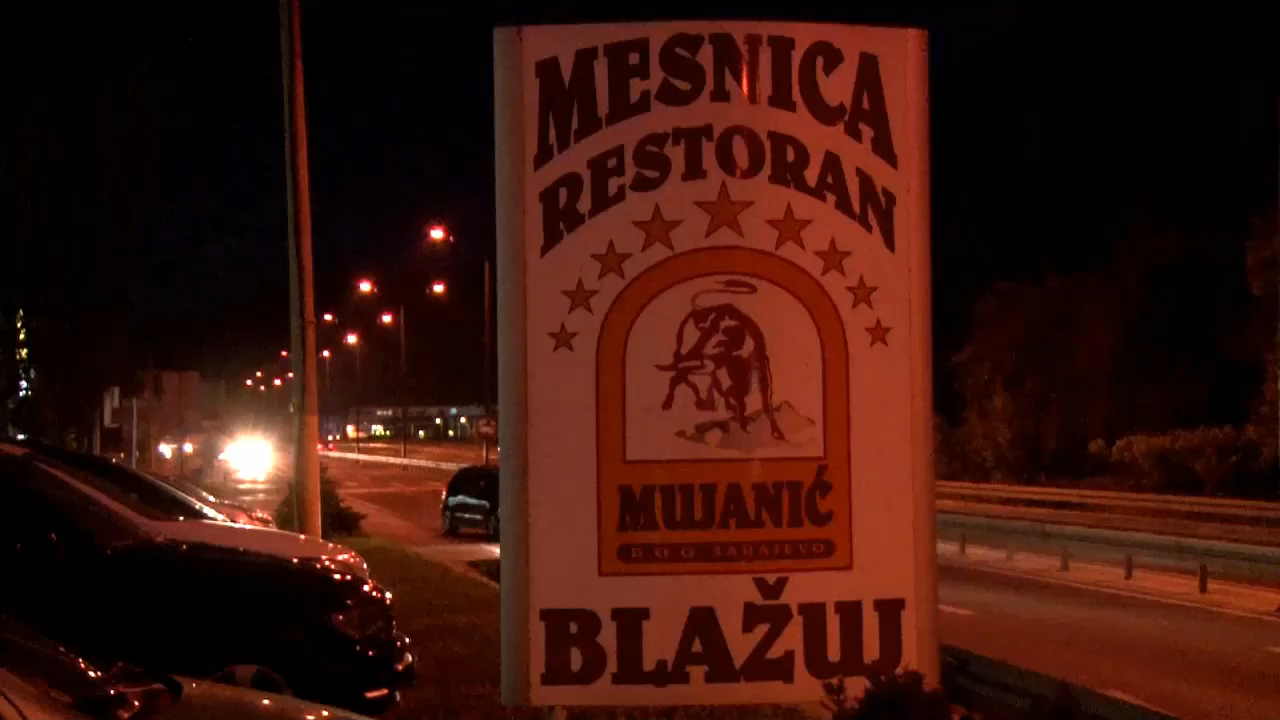 MESNICA
RESTORAN
MUJANIĆ
D.O.O SARAJEVO
BLAŽUJ